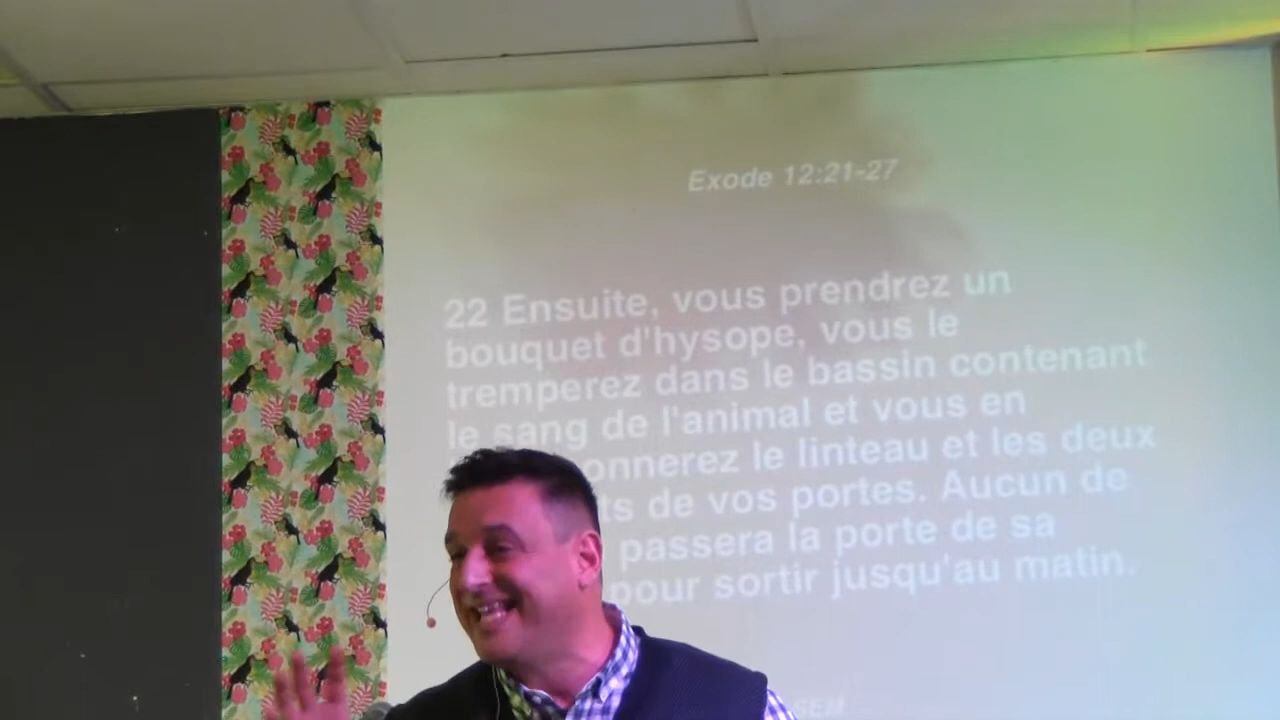 Exode 12:21-27
22 Ensuite, vous prendrez un
bouquet d'hysope, vous le
tremperez dans le bassin contenant
le sang de l'animal et vous en
onnerez le linteau et les deux
ts de vos portes. Aucun de
passera la porte de sa
pour sortir jusqu'au matin.
SEM